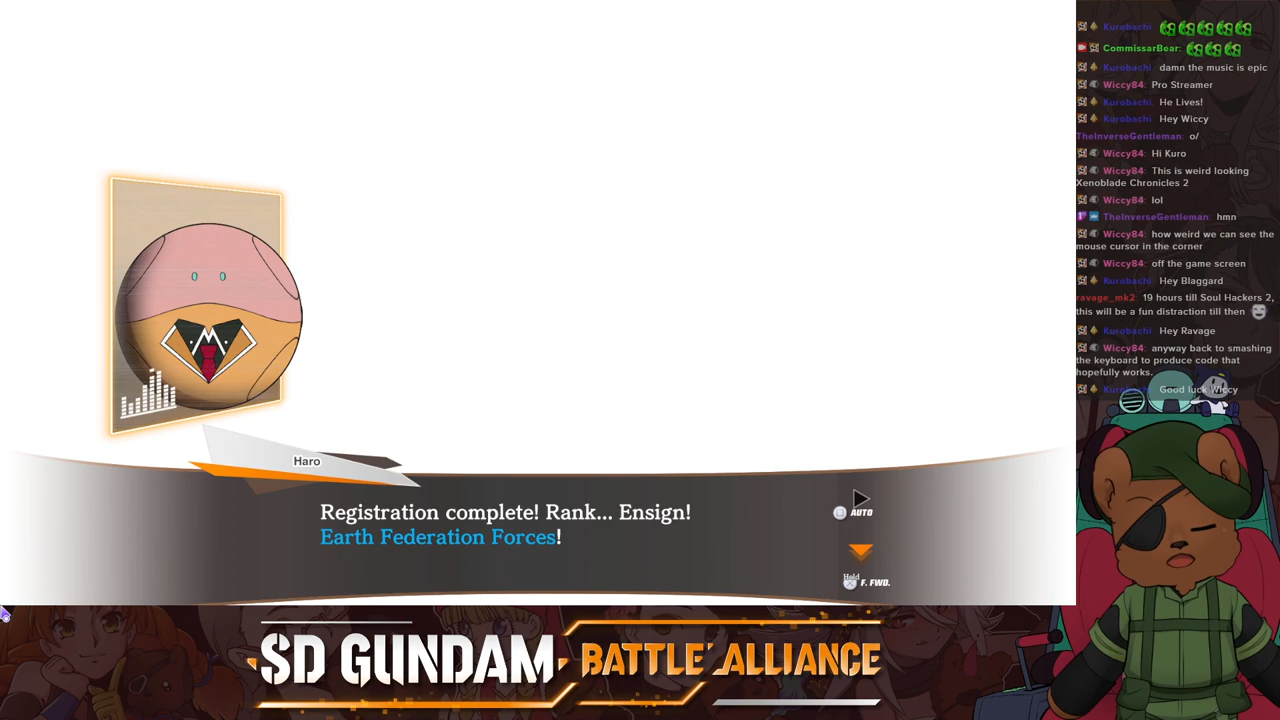 Kurobachi
CommissarBear:
Kurobachi damn the music is epic
Wiccy84: Pro Streamer
Kurobachi He Lives!
Kurobachi Hey Wiccy
TheInverseGentleman: o/
Wiccy84: Hi Kuro
Wiccy84: This is weird looking
Xenoblade Chronicles 2
Wiccy84: lol
TheInverseGentleman: hmn
Wiccy84: how weird we can see the
mouse cursor in the corner
Wiccy84: off the game screen
Kurobachi Hey Blaggard
ravage_mk2: 19 hours till Soul Hackers 2,
this will be a fun distraction till then
Kurobachi Hey Ravage
Wiccy84: anyway back to smashing
the keyboard to produce code that
hopefully works.
Kurobachi Good luck Wiccy
Haro
Registration complete! Rank... Ensign!
Earth Federation Forces!
AUTO
Hold
F. FWD.
SD GUNDAM BATTLE ALLIANCE